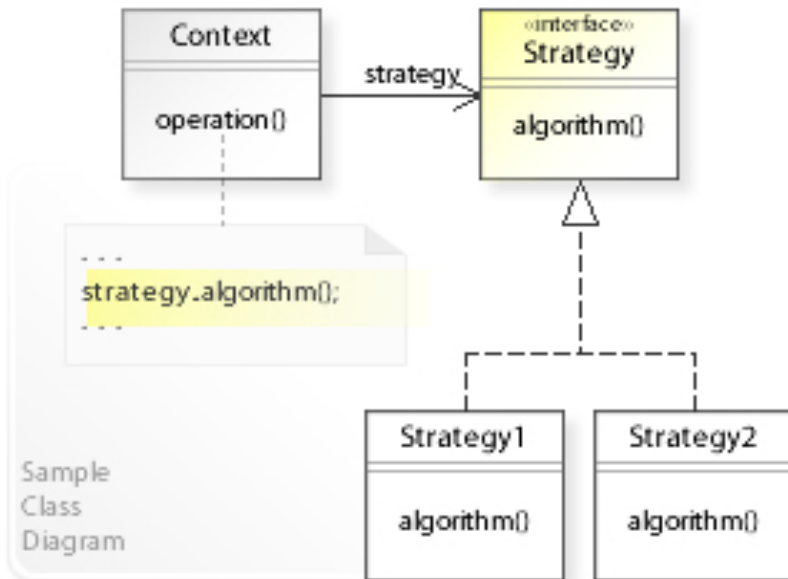 Context
operation()
strategy
«interface»
Strategy
algorithm()
- - -
strategy.algorithm();
- - -
Strategy1
algorithm()
Strategy2
algorithm()
Sample
Class
Diagram